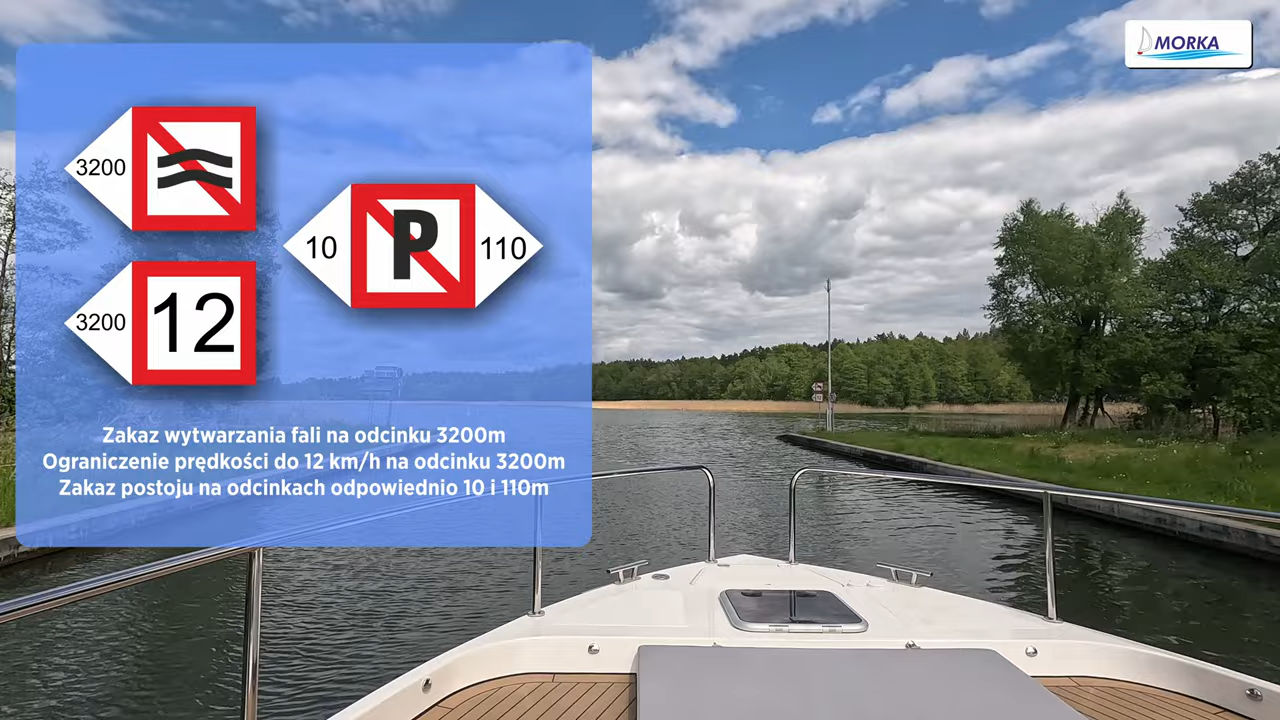 MORKA
3200
10 P 110
3200 12
Zakaz wytwarzania fali na odcinku 3200m
Ograniczenie prędkości do 12 km/h na odcinku 3200m
Zakaz postoju na odcinkach odpowiednio 10 i 110m